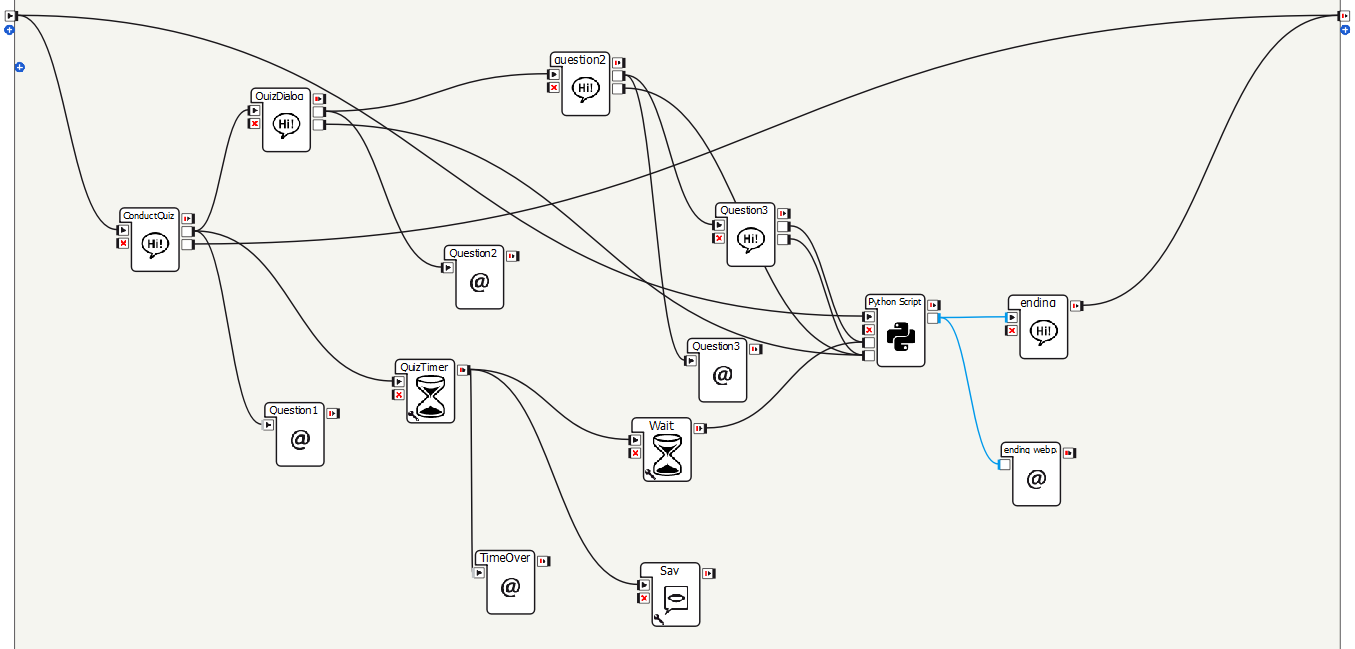 question2
Hi!
QuizDialog
Hi!
ConductQuiz
Hi!
Question3
Hi!
Question2
@
Python Script
ending
Hi!
Question3
@
QuizTimer
Question1
@
Wait
ending webp
@
TimeOver
@
Say